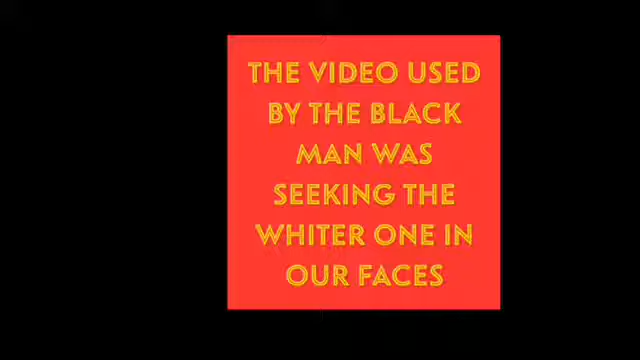 THE VIDEO USED
BY THE BLACK
MAN WAS
SEEKING THE
WHITER ONE IN
OUR FACES